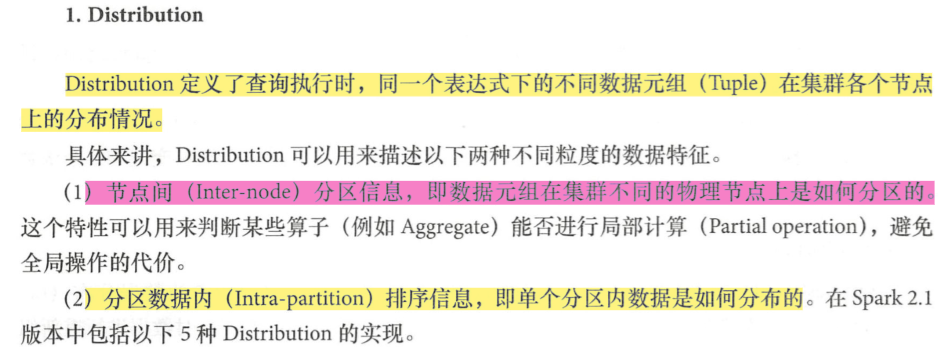 1. Distribution
Distribution 定义了查询执行时，同一个表达式下的不同数据元组（Tuple）在集群各个节点
上的分布情况。
具体来讲，Distribution 可以用来描述以下两种不同粒度的数据特征。
(1）节点间（Inter-node）分区信息，即数据元组在集群不同的物理节点上是如何分区的。
这个特性可以用来判断某些算子（例如 Aggregate）能否进行局部计算（Partial operation），避免
全局操作的代价。
(2）分区数据内（Intra-partition）排序信息，即单个分区内数据是如何分布的。在 Spark 2.1
版本中包括以下 5 种 Distribution 的实现。